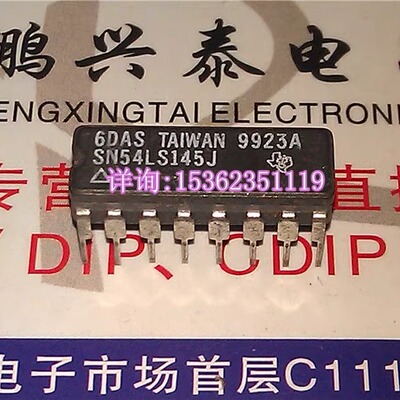 鹏兴泰电
ENGXINGTAI ELECTRONI
6DAS TAIWAN 9923A
SN54LS145J
详询:15362351119
专营
DIP、CDIP
电子市场首层C111